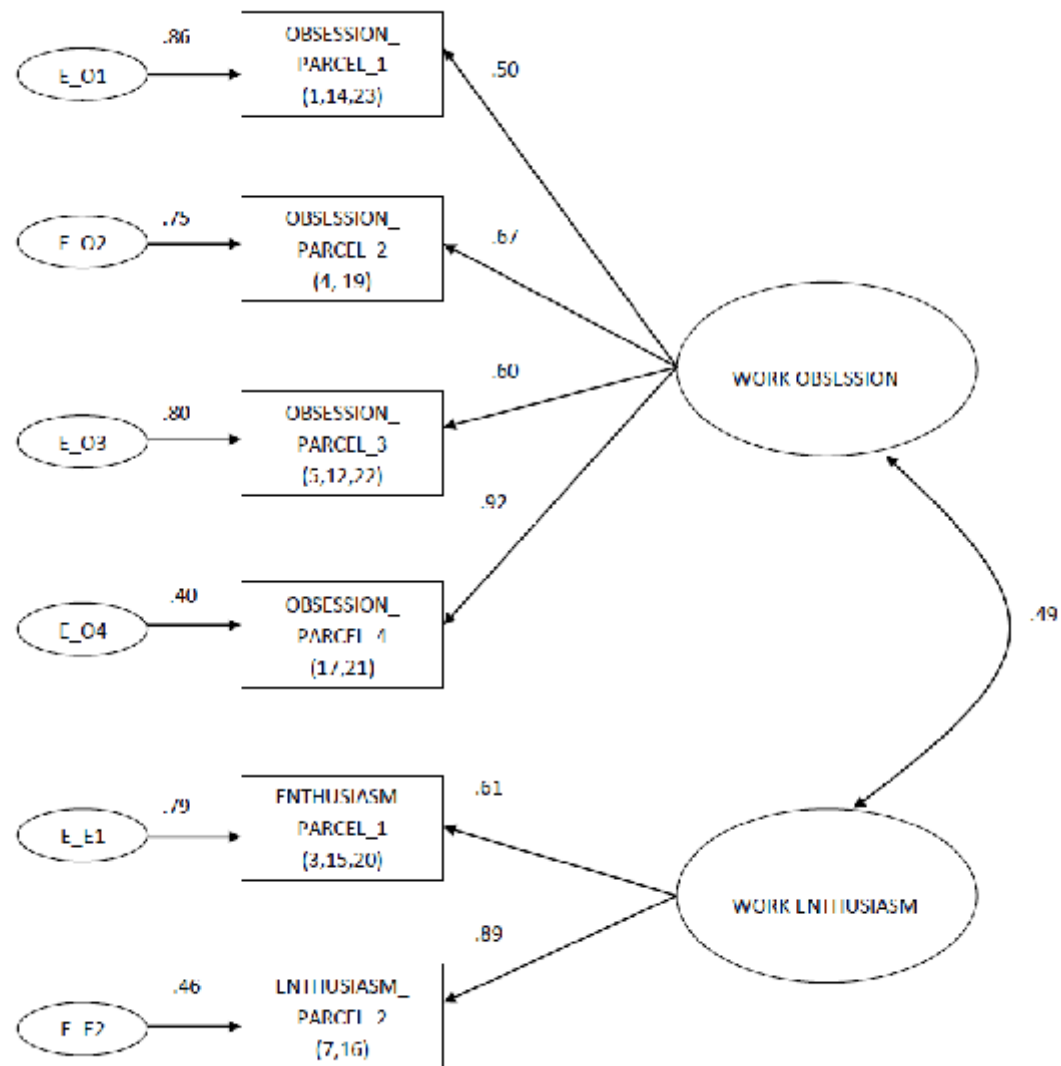 .86
E_O1
OBSESSION_
PARCEL_1
(1,14,23)
.50
.75
E_O2
OBSESSION_
PARCEL_2
(4, 19)
.67
WORK OBSESSION
.80
E_O3
OBSESSION_
PARCEL_3
(5,12,22)
.60
.92
.40
E_O4
OBSESSION_
PARCEL_4
(17,21)
.49
.79
E_E1
ENTHUSIASM
PARCEL_1
(3,15,20)
.61
WORK ENTHUSIASM
.89
.46
E_E2
ENTHUSIASM_
PARCEL_2
(7,16)